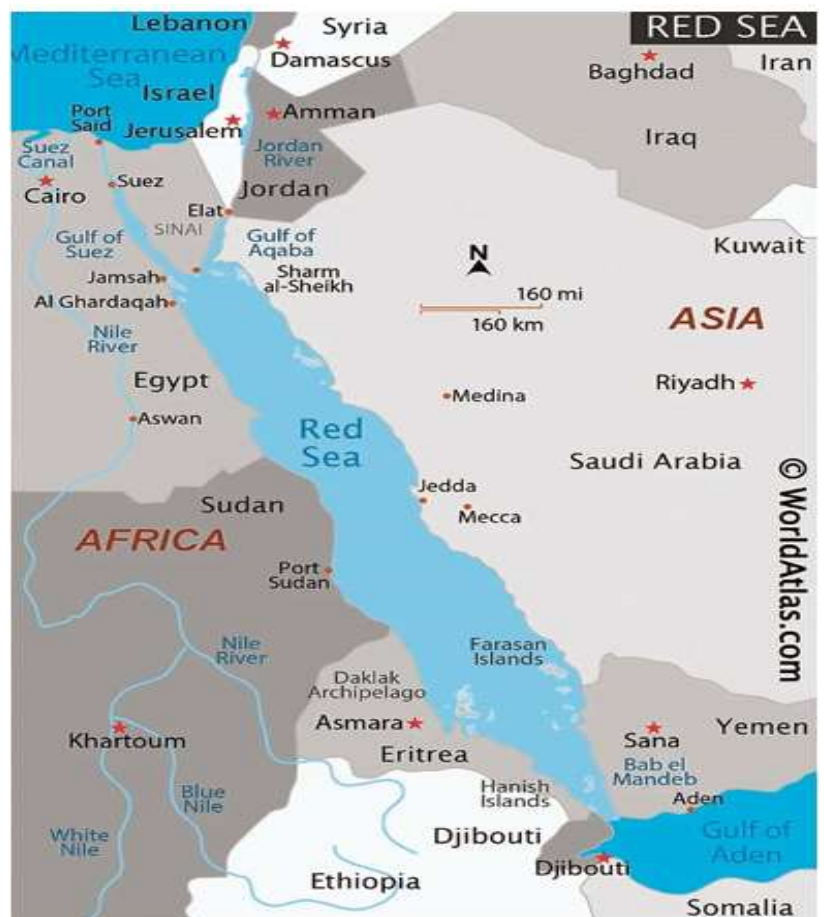 RED SEA
Lebanon
Syria
Mediterranean
Sea
Damascus
Baghdad
Iran
Israel
Port
Said
Amman
Jerusalem
Iraq
Suez
Canal
Jordan
River
Cairo
Suez
Jordan
Elat
SINAI
Gulf of
Suez
Gulf of
Aqaba
N
Kuwait
Jamsah
Sharm
al-Sheikh
Al Ghardaqah
160 mi
160 km
ASIA
Nile
River
Egypt
Riyadh
Medina
Aswan
Red
Sea
Saudi Arabia
Jedda
Mecca
Sudan
AFRICA
Port
Sudan
© WorldAtlas.com
Nile
River
Farasan
Islands
Daklak
Archipelago
Asmara
Khartoum
Eritrea
Sana
Yemen
Bab el
Mandeb
Hanish
Islands
Aden
Blue
Nile
White
Nile
Djibouti
Gulf of
Aden
Djibouti
Ethiopia
Somalia